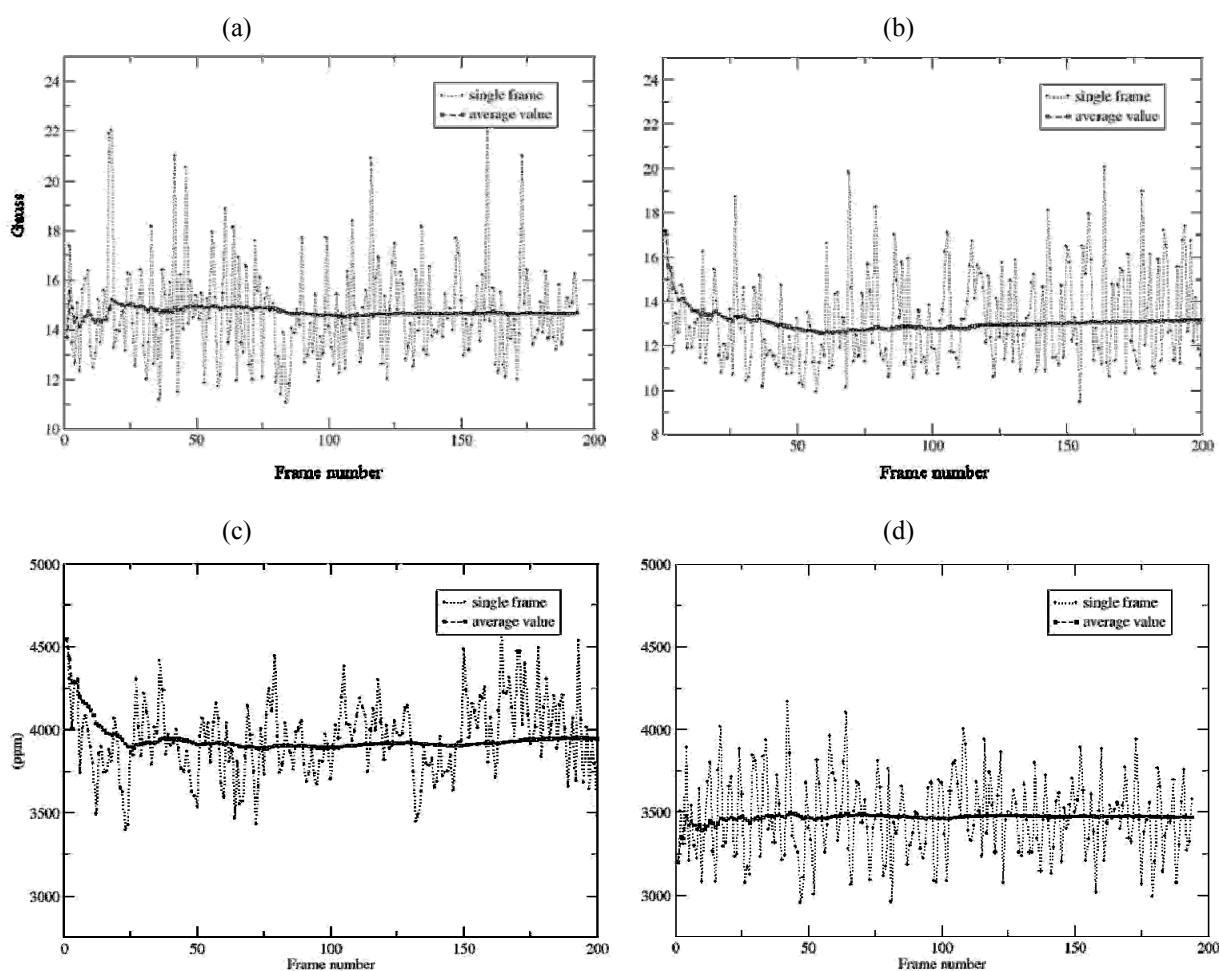 (a)
(b)
24
22
20
18
16
14
12
10
0
50
100
150
200
Gauss
Frame number
single frame
average value
24
22
20
18
16
14
12
10
8
50
100
150
200
Frame number
single frame
average value
(c)
(d)
5000
4500
4000
3500
3000
0
50
100
150
200
(ppm)
Frame number
single frame
average value
5000
4500
4000
3500
3000
0
50
100
150
200
Frame number
single frame
average value